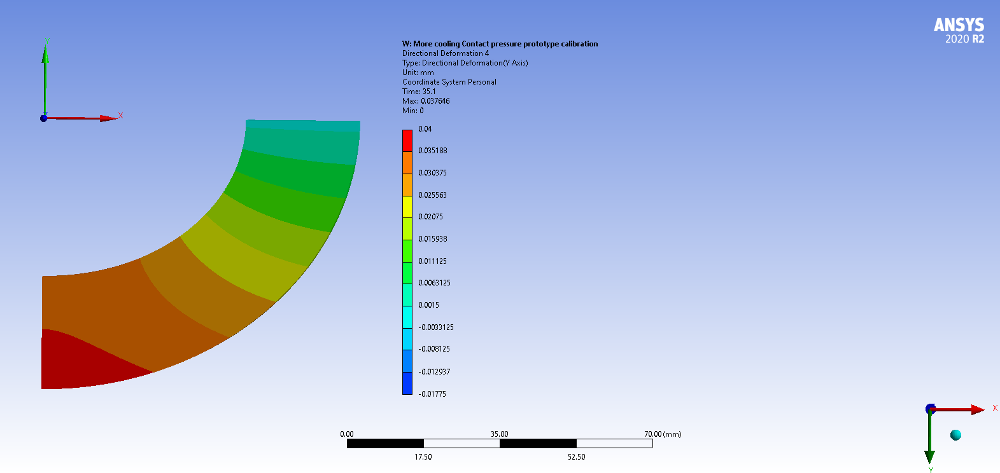 ANSYS
2020 R2
Y
X
W: More cooling Contact pressure prototype calibration
Directional Deformation 4
Type: Directional Deformation(Y Axis)
Unit: mm
Coordinate System Personal
Time: 35.1
Max: 0.037646
Min: 0
0.04
0.035188
0.030375
0.025563
0.02075
0.015938
0.011125
0.0063125
0.0015
-0.0033125
-0.008125
-0.012937
-0.01775
0.00 35.00 70.00 (mm)
17.50 52.50
X
Y